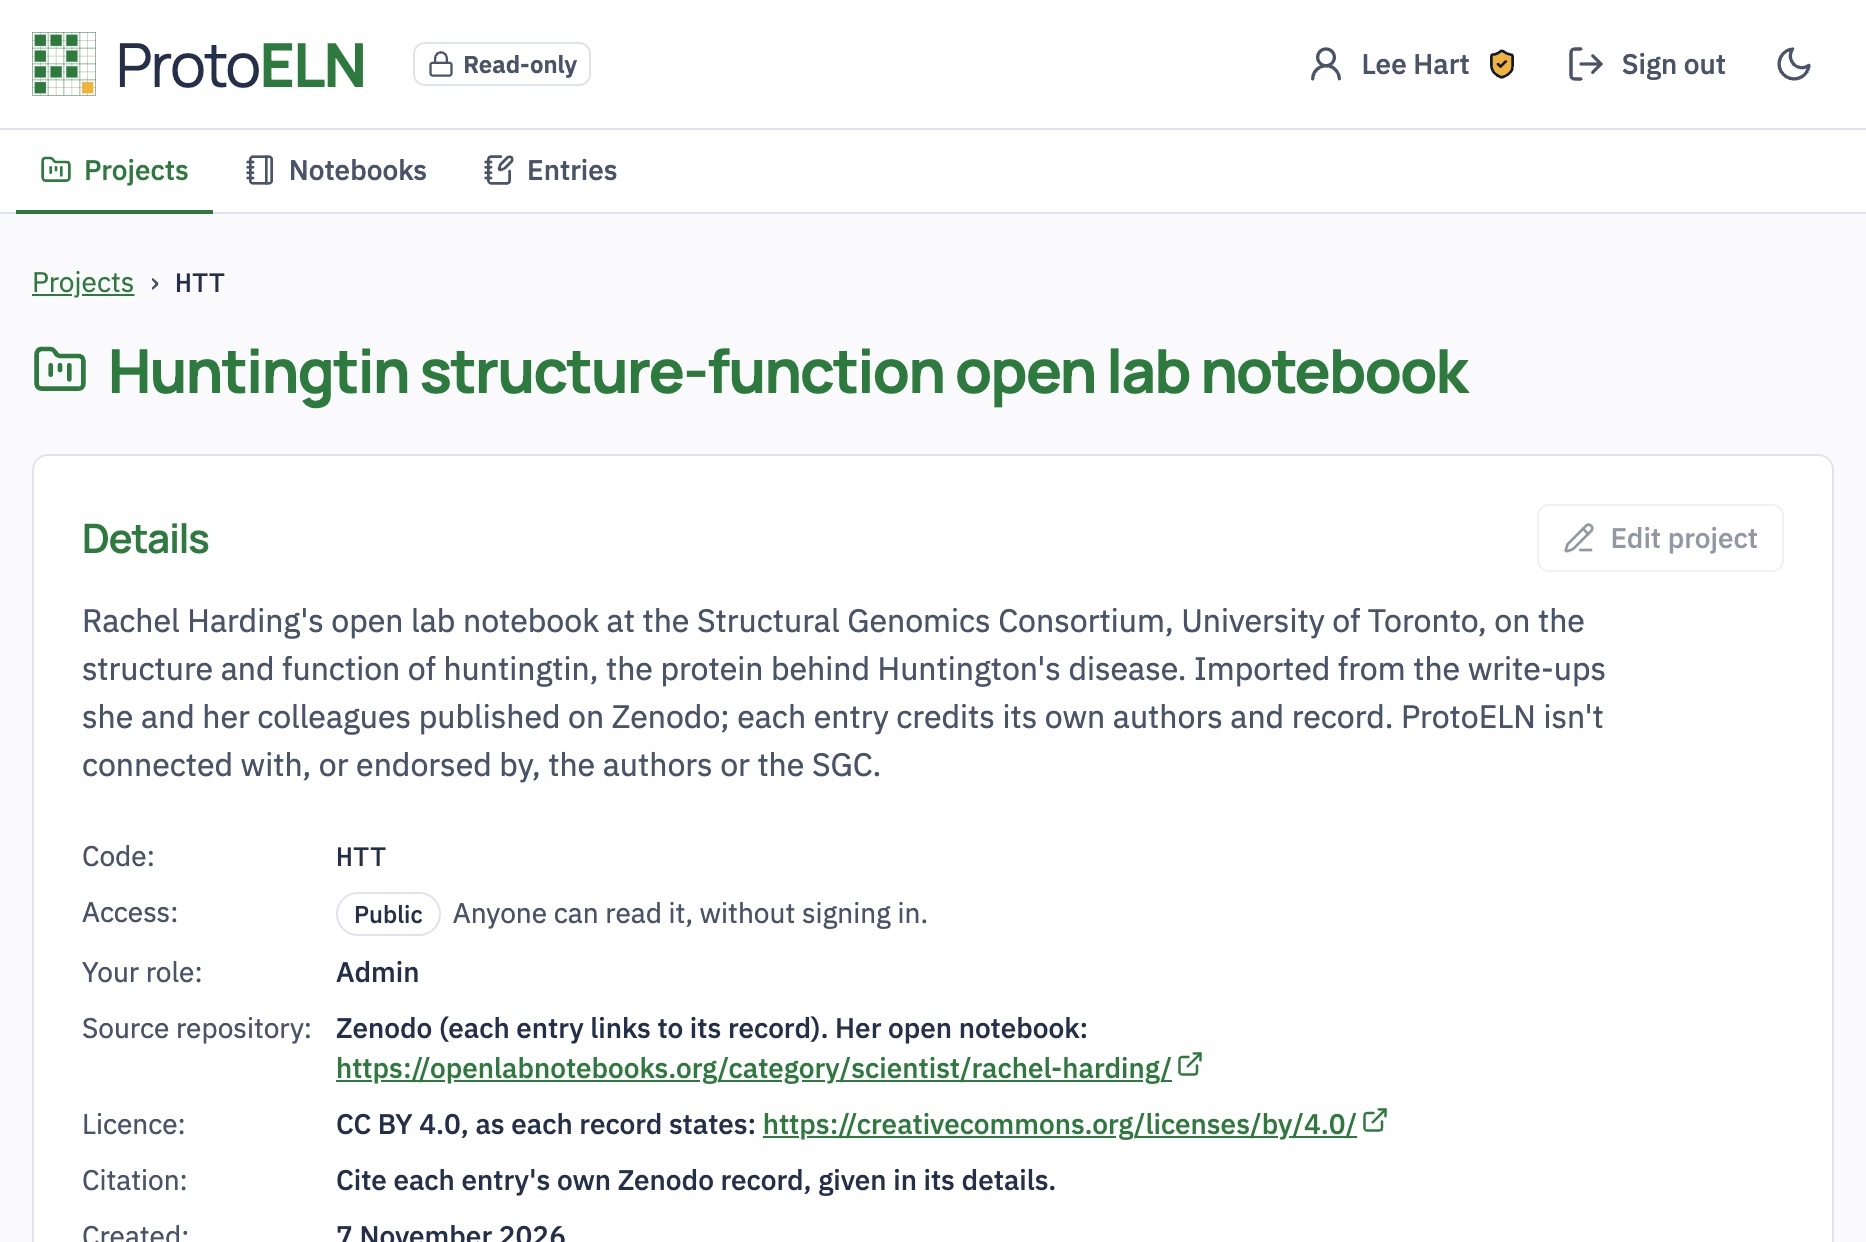 ProtoELN
Read-only
Lee Hart
Sign out
Projects
Notebooks
Entries
Projects › HTT
Huntingtin structure-function open lab notebook
Details
Edit project
Rachel Harding's open lab notebook at the Structural Genomics Consortium, University of Toronto, on the
structure and function of huntingtin, the protein behind Huntington's disease. Imported from the write-ups
she and her colleagues published on Zenodo; each entry credits its own authors and record. ProtoELN isn't
connected with, or endorsed by, the authors or the SGC.
Code: HTT
Access: Public Anyone can read it, without signing in.
Your role: Admin
Source repository: Zenodo (each entry links to its record). Her open notebook:
https://openlabnotebooks.org/category/scientist/rachel-harding/
Licence: CC BY 4.0, as each record states: https://creativecommons.org/licenses/by/4.0/
Citation: Cite each entry's own Zenodo record, given in its details.
Created: 7 November 2026